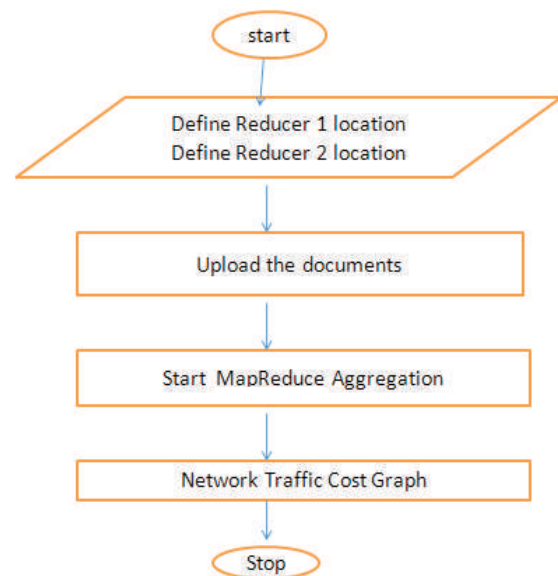 start
Define Reducer 1 location
Define Reducer 2 location
Upload the documents
Start MapReduce Aggregation
Network Traffic Cost Graph
Stop